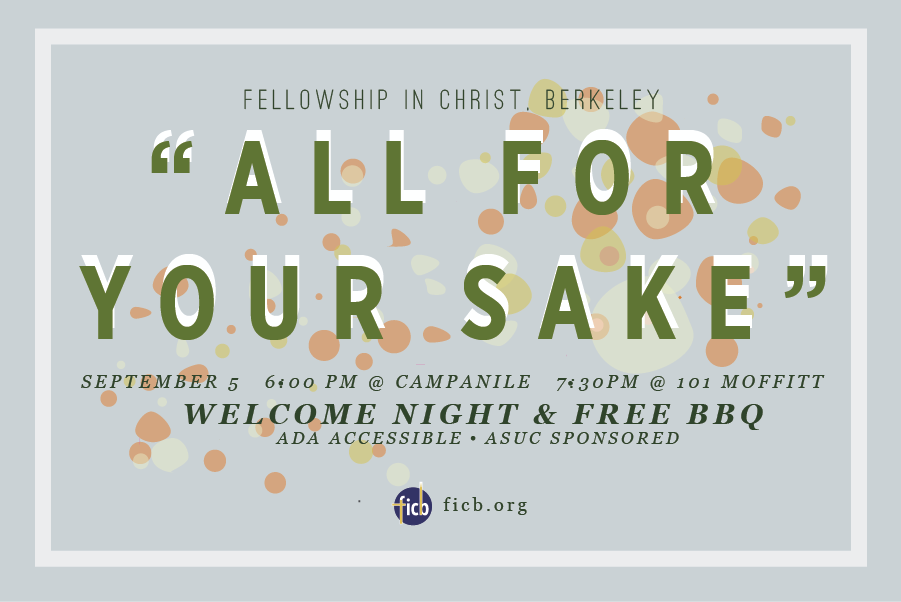 FELLOWSHIP IN CHRIST, BERKELEY
“ALL FOR
YOUR SAKE”
SEPTEMBER 5 6:00 PM @ CAMPANILE 7:30PM @ 101 MOFFITT
WELCOME NIGHT & FREE BBQ
ADA ACCESSIBLE • ASUC SPONSORED
ficb ficb.org